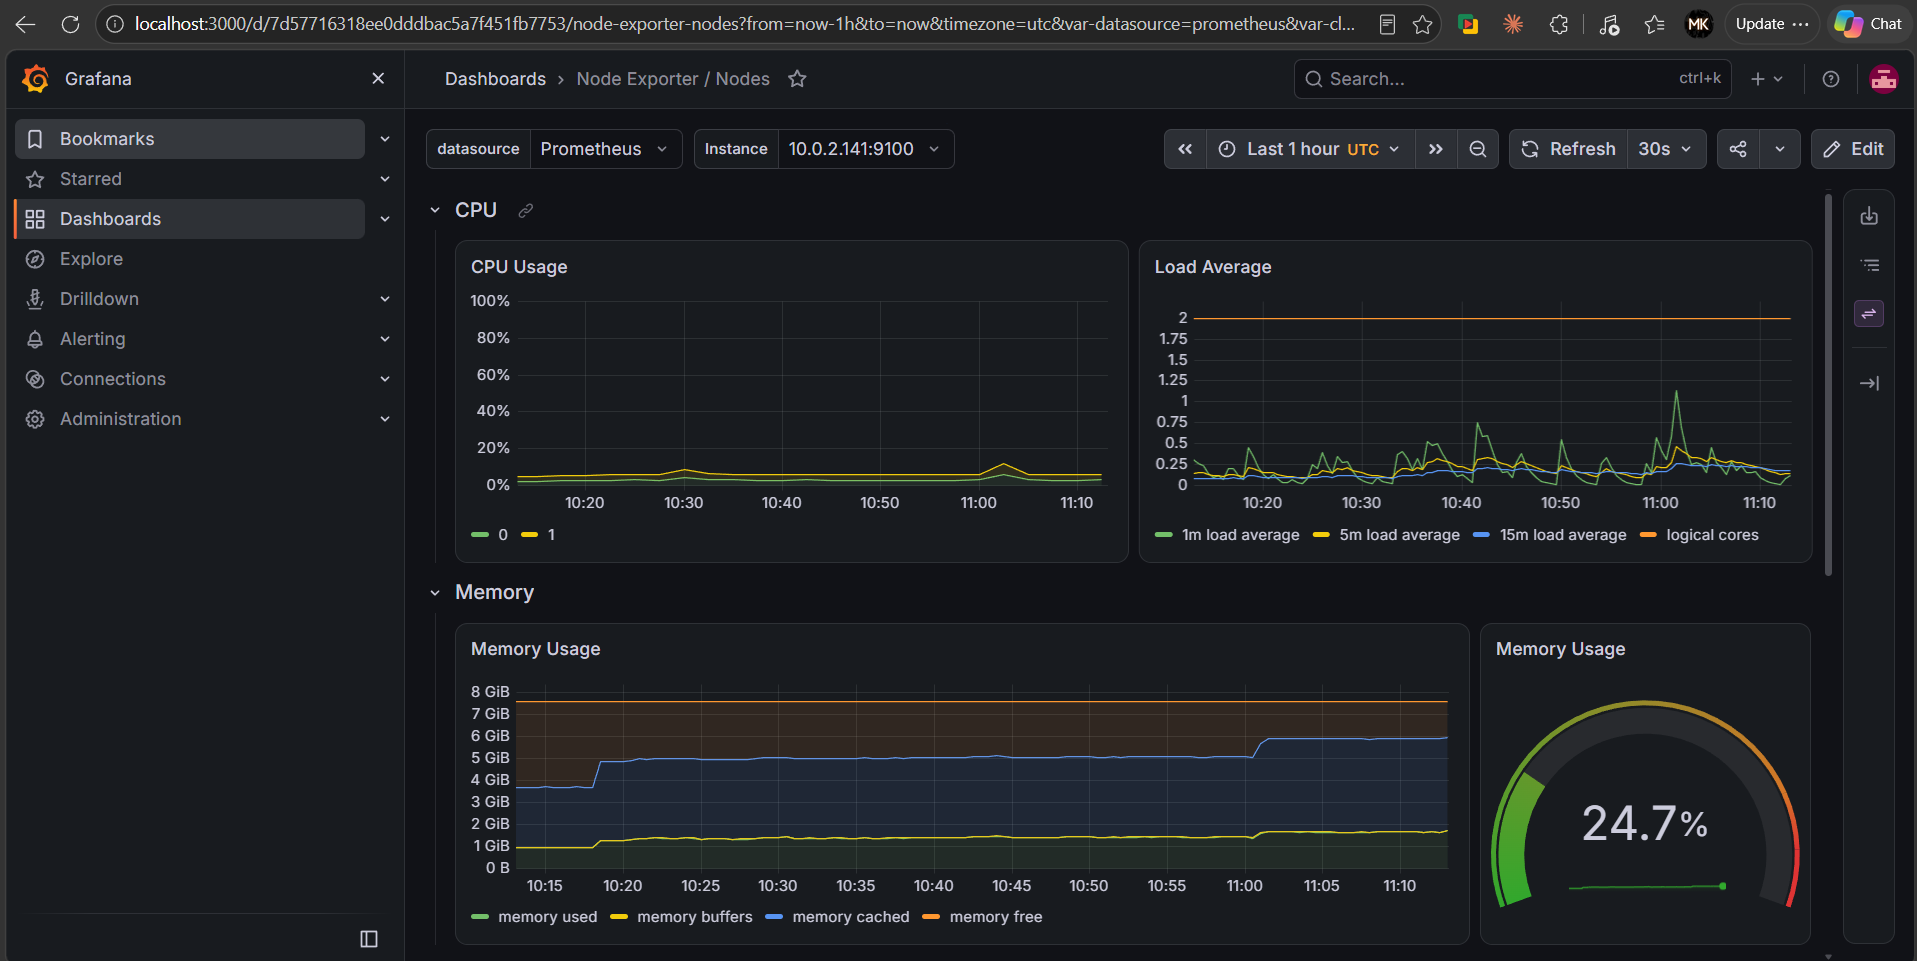 localhost:3000/d/7d57716318ee0dddbac5a7f451fb7753/node-exporter-nodes?from=now-1h&to=now&timezone=utc&var-datasource=prometheus&var-cl...
MK
Update
Chat
Grafana
Dashboards › Node Exporter / Nodes
Search...
ctrl+k
Bookmarks
Starred
Dashboards
Explore
Drilldown
Alerting
Connections
Administration
datasource Prometheus
Instance 10.0.2.141:9100
Last 1 hour UTC
Refresh 30s
Edit
CPU
CPU Usage
100%
80%
60%
40%
20%
0%
10:20 10:30 10:40 10:50 11:00 11:10
0 1
Load Average
2
1.75
1.5
1.25
1
0.75
0.5
0.25
0
10:20 10:30 10:40 10:50 11:00 11:10
1m load average 5m load average 15m load average logical cores
Memory
Memory Usage
8 GiB
7 GiB
6 GiB
5 GiB
4 GiB
3 GiB
2 GiB
1 GiB
0 B
10:15 10:20 10:25 10:30 10:35 10:40 10:45 10:50 10:55 11:00 11:05 11:10
memory used memory buffers memory cached memory free
Memory Usage
24.7%